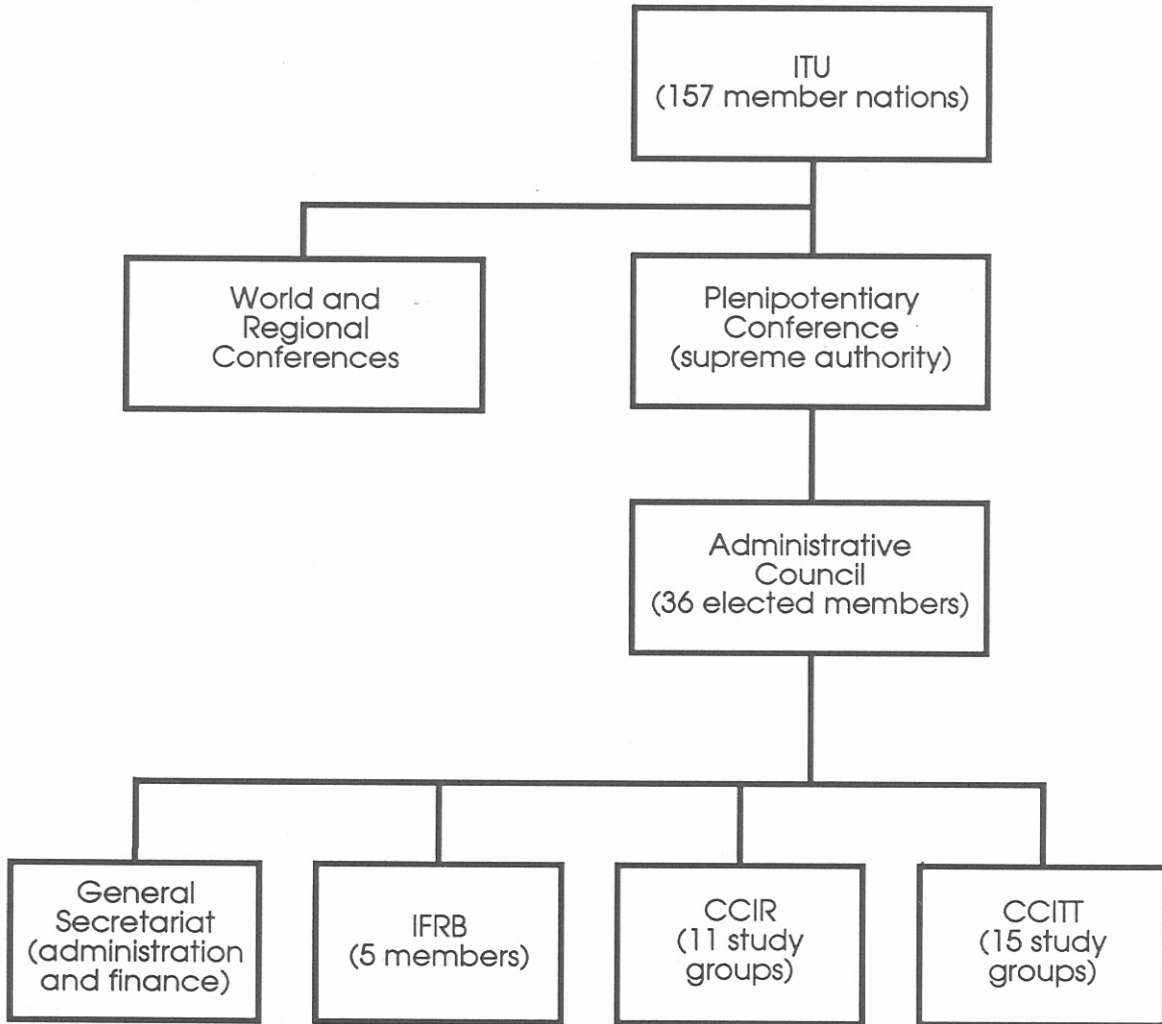 ITU
(157 member nations)
World and
Regional
Conferences
Plenipotentiary
Conference
(supreme authority)
Administrative
Council
(36 elected members)
General
Secretariat
(administration
and finance)
IFRB
(5 members)
CCIR
(11 study
groups)
CCITT
(15 study
groups)